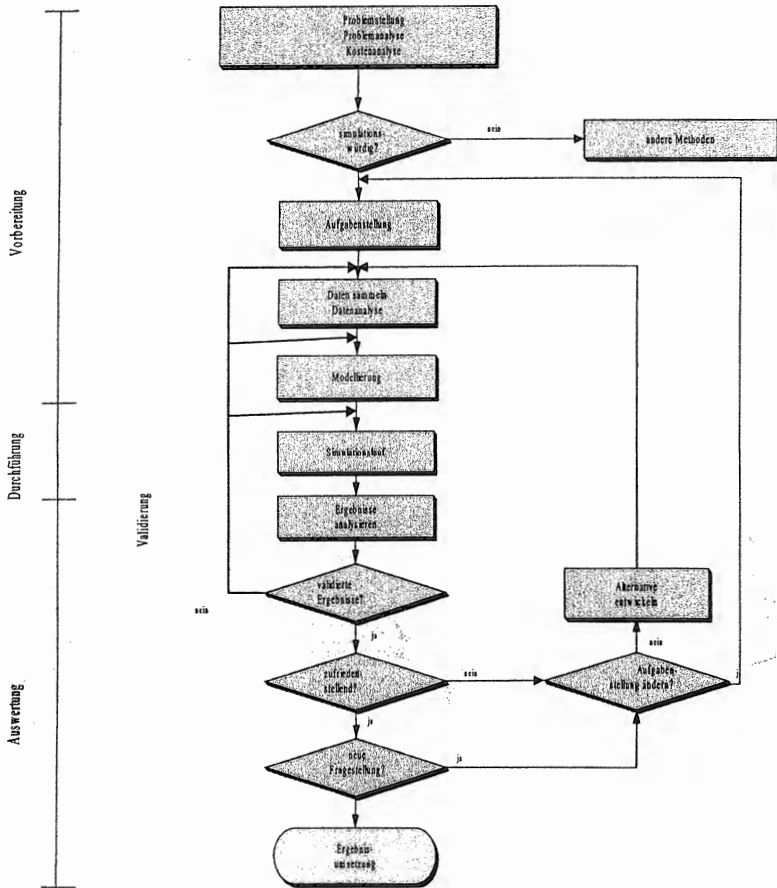 Problemstellung
Problemanalyse
Kostenanalyse
simulations-
würdig?
nein
andere Methoden
Vorbereitung
Aufgabenstellung
Daten sammeln
Datenanalyse
Modellierung
Durchführung
Simulationslauf
Validierung
Ergebnisse
analysieren
validierte
Ergebnisse?
nein
ja
Alternative
entwickeln
nein
Auswertung
zufrieden
stellend?
nein
Aufgaben-
stellung ändern?
j
ja
neue
Fragestellung?
ja
Ergebnis-
umsetzung